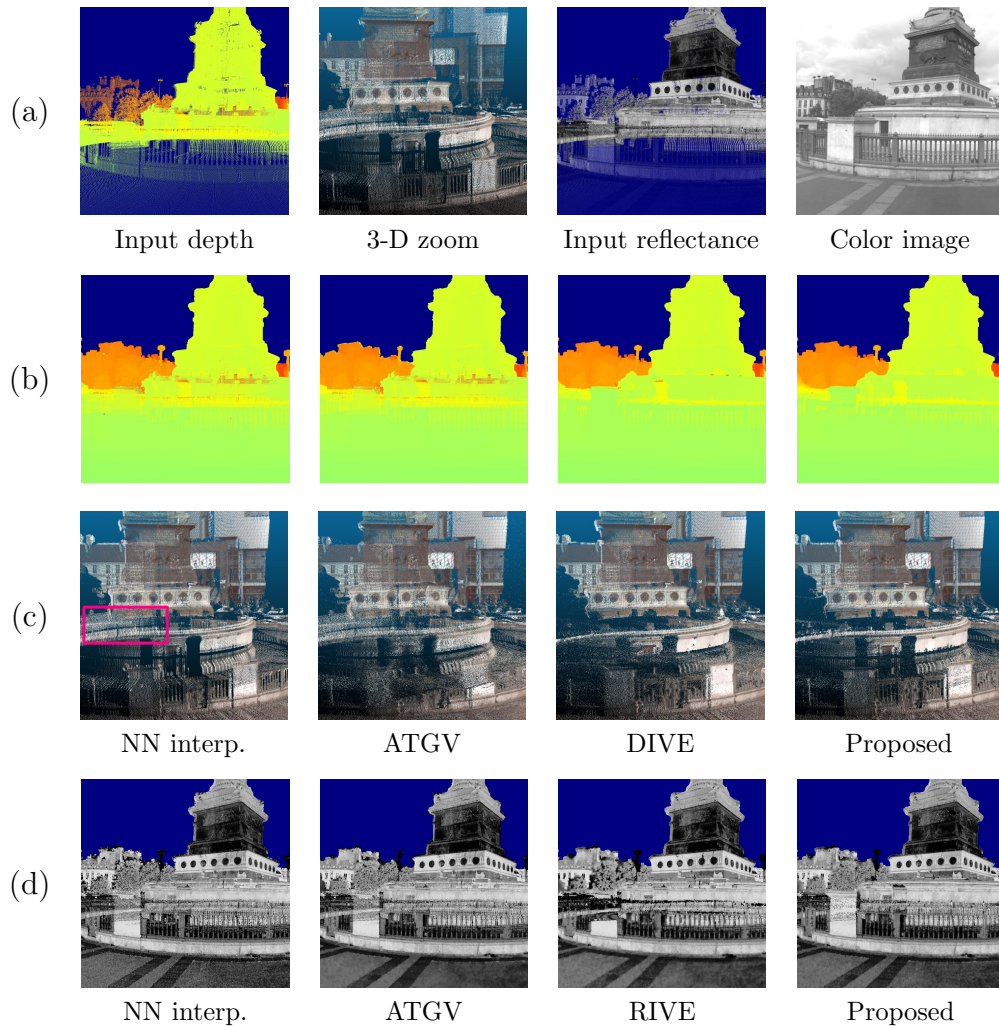 (a)
Input depth 3-D zoom Input reflectance Color image
(b)
(c)
NN interp. ATGV DIVE Proposed
(d)
NN interp. ATGV RIVE Proposed